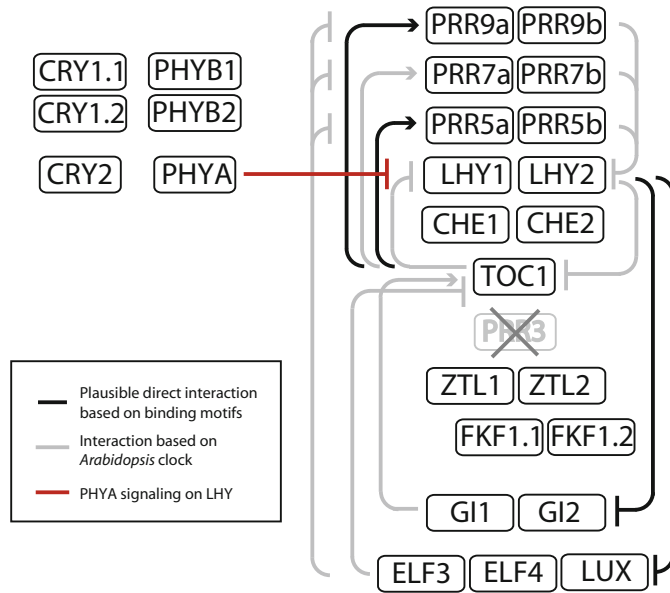 PRR9a PRR9b
CRY1.1 PHYB1 PRR7a PRR7b
CRY1.2 PHYB2 PRR5a PRR5b
CRY2 PHYA LHY1 LHY2
CHE1 CHE2
TOC1
PRR3
ZTL1 ZTL2
FKF1.1 FKF1.2
GI1 GI2
ELF3 ELF4 LUX
Plausible direct interaction
based on binding motifs
Interaction based on
Arabidopsis clock
PHYA signaling on LHY